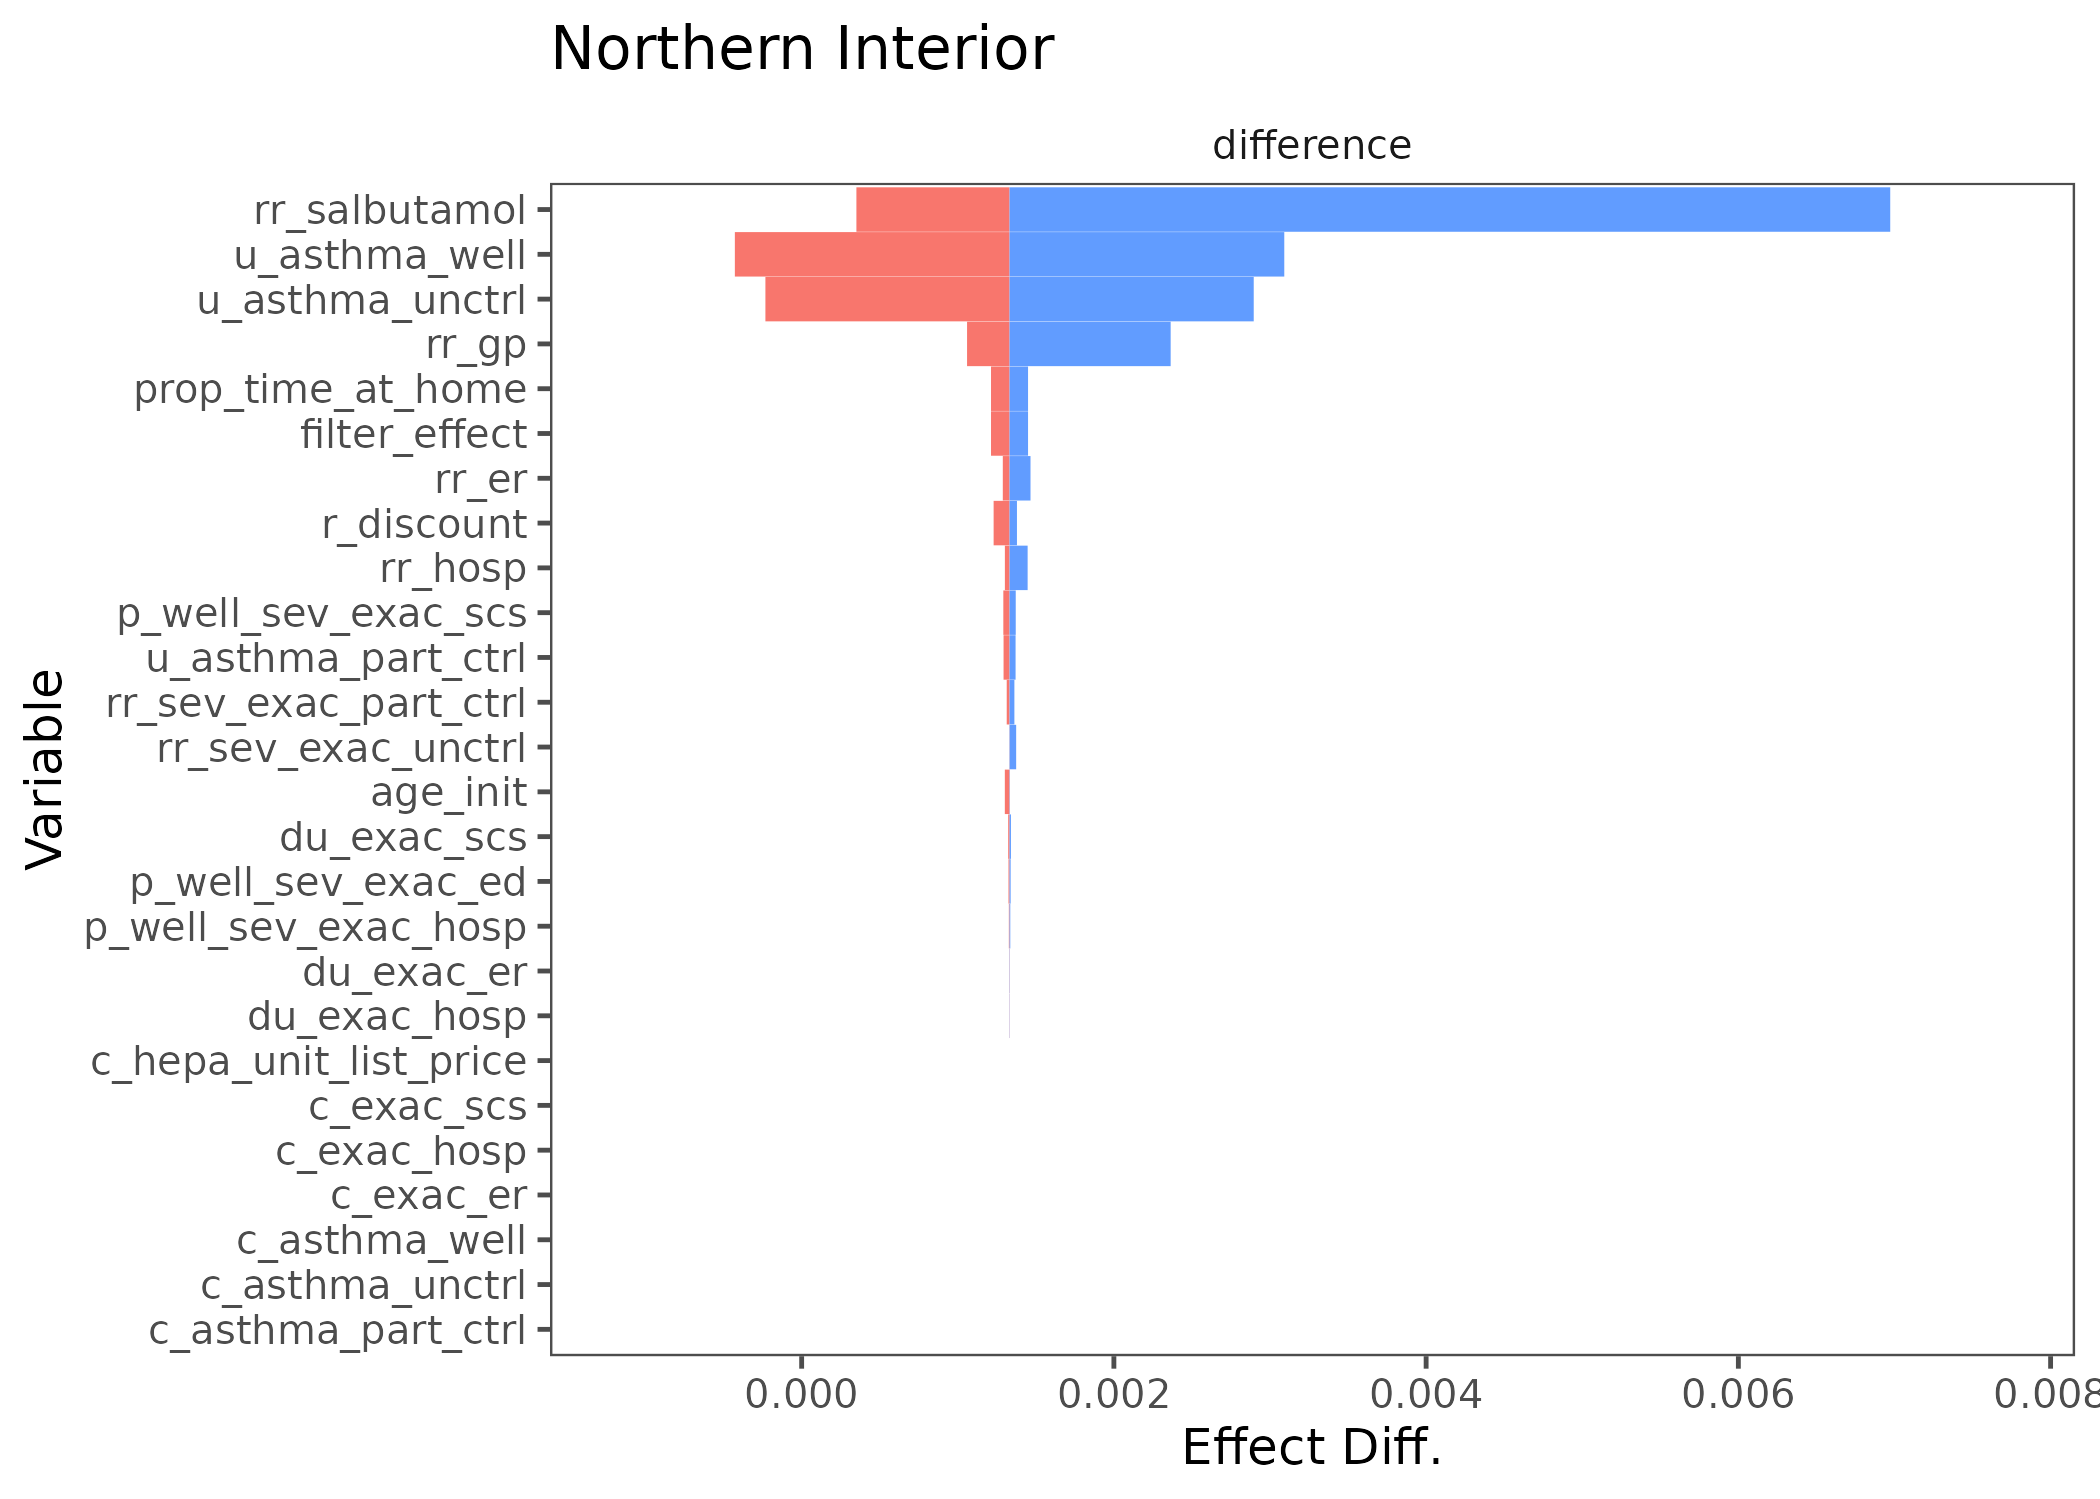 Northern Interior
difference
rr_salbutamol
u_asthma_well
u_asthma_unctrl
rr_gp
prop_time_at_home
filter_effect
rr_er
r_discount
rr_hosp
p_well_sev_exac_scs
u_asthma_part_ctrl
rr_sev_exac_part_ctrl
rr_sev_exac_unctrl
age_init
du_exac_scs
p_well_sev_exac_ed
p_well_sev_exac_hosp
du_exac_er
du_exac_hosp
c_hepa_unit_list_price
c_exac_scs
c_exac_hosp
c_exac_er
c_asthma_well
c_asthma_unctrl
c_asthma_part_ctrl
Variable
0.000 0.002 0.004 0.006 0.008
Effect Diff.